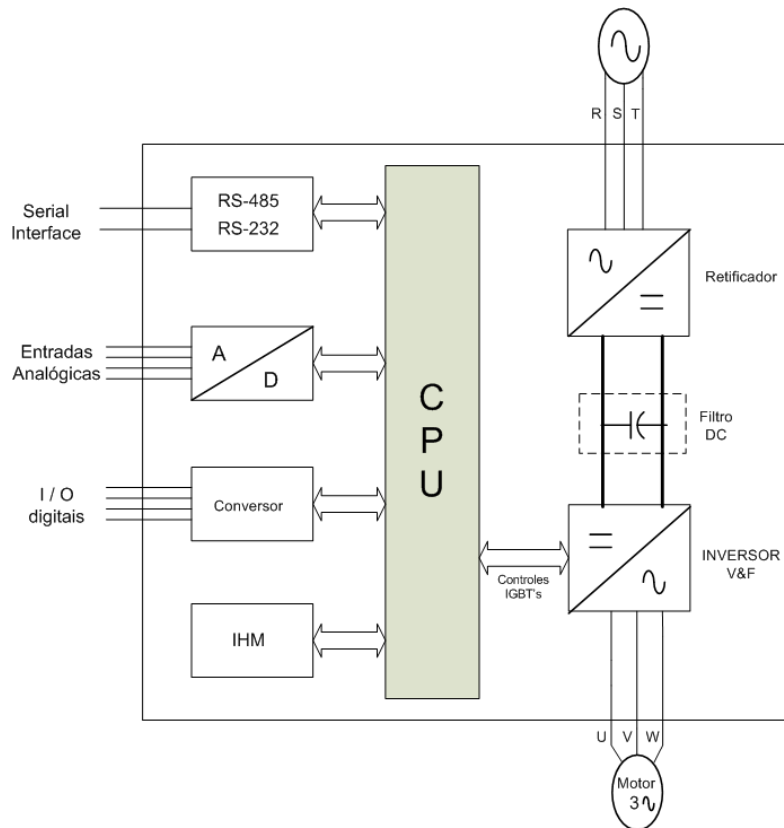 R S T
RS-485
RS-232
Serial
Interface
Retificador
A
D
Entradas
Analógicas
C
P
U
Filtro
DC
Conversor
I / O
digitais
Controles
IGBT's
INVERSOR
V&F
IHM
U V W
Motor
3